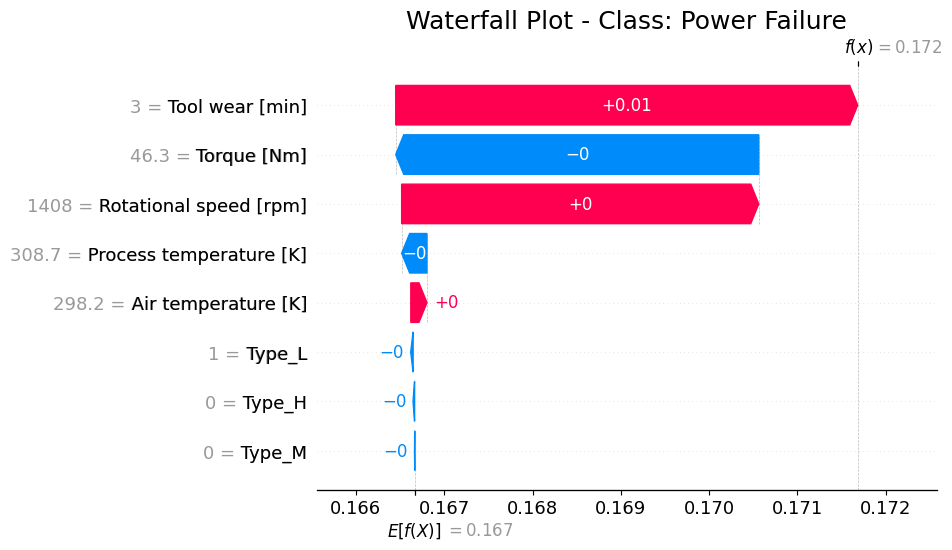 Waterfall Plot - Class: Power Failure
f(x) = 0.172
3 = Tool wear [min] +0.01
46.3 = Torque [Nm] −0
1408 = Rotational speed [rpm] +0
308.7 = Process temperature [K] −0
298.2 = Air temperature [K] +0
1 = Type_L −0
0 = Type_H −0
0 = Type_M −0
0.166 0.167 0.168 0.169 0.170 0.171 0.172
E[f(X)] = 0.167